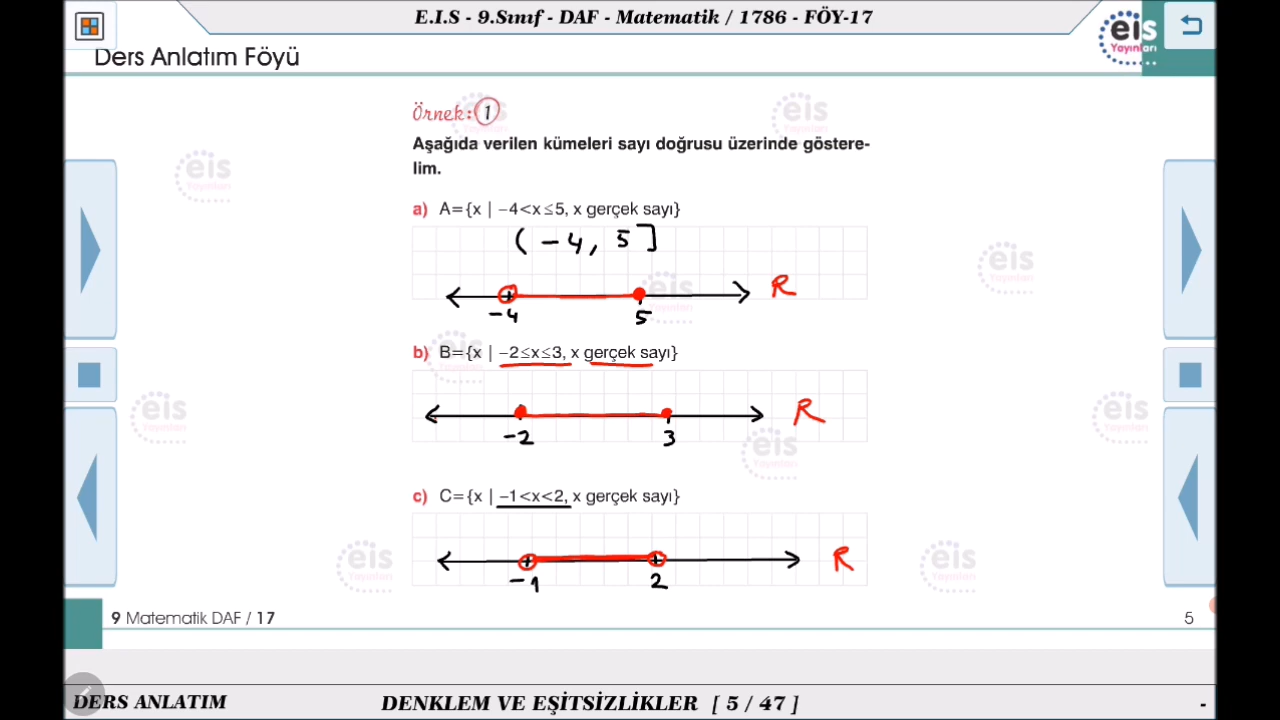 E.I.S - 9.Sınıf - DAF - Matematik / 1786 - FÖY-17
eis
Yayınları
Ders Anlatım Föyü
Örnek: 1
Aşağıda verilen kümeleri sayı doğrusu üzerinde göstere-
lim.
a) A={x | −4<x≤5, x gerçek sayı}
( −4, 5 ]
R
−4 5
b) B={x | −2≤x≤3, x gerçek sayı}
R
−2 3
c) C={x | −1<x<2, x gerçek sayı}
R
−1 2
9 Matematik DAF / 17
5
DERS ANLATIM
DENKLEM VE EŞİTSİZLİKLER [ 5 / 47 ]
-